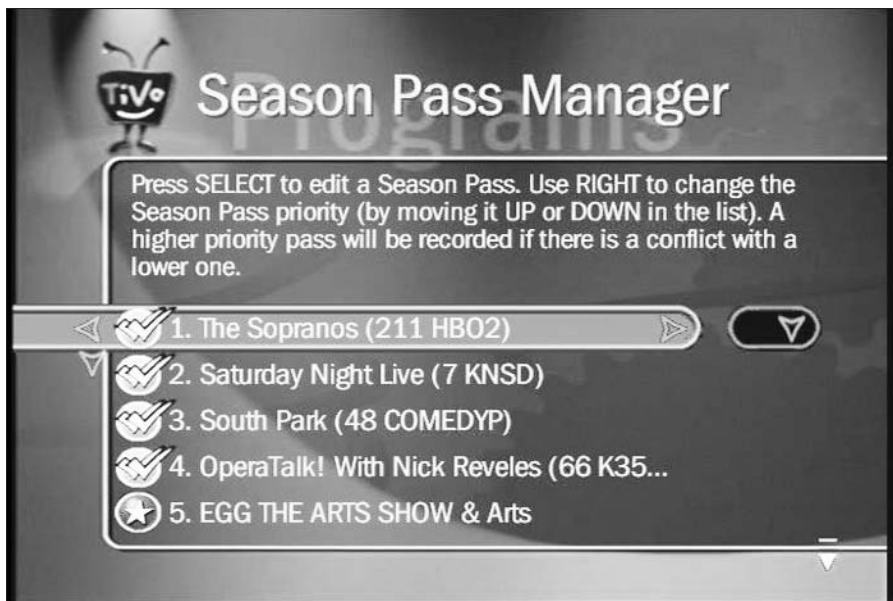 TiVo
Season Pass Manager
Programs
Press SELECT to edit a Season Pass. Use RIGHT to change the
Season Pass priority (by moving it UP or DOWN in the list). A
higher priority pass will be recorded if there is a conflict with a
lower one.
1. The Sopranos (211 HBO2)
2. Saturday Night Live (7 KNSD)
3. South Park (48 COMEDYP)
4. OperaTalk! With Nick Reveles (66 K35...
5. EGG THE ARTS SHOW & Arts